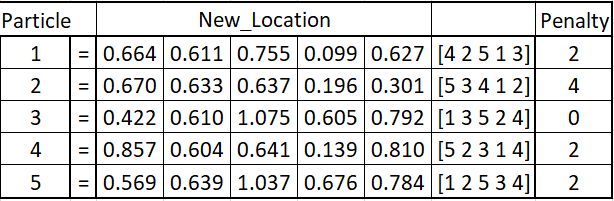 Particle New_Location Penalty
1 = 0.664 0.611 0.755 0.099 0.627 [4 2 5 1 3] 2
2 = 0.670 0.633 0.637 0.196 0.301 [5 3 4 1 2] 4
3 = 0.422 0.610 1.075 0.605 0.792 [1 3 5 2 4] 0
4 = 0.857 0.604 0.641 0.139 0.810 [5 2 3 1 4] 2
5 = 0.569 0.639 1.037 0.676 0.784 [1 2 5 3 4] 2